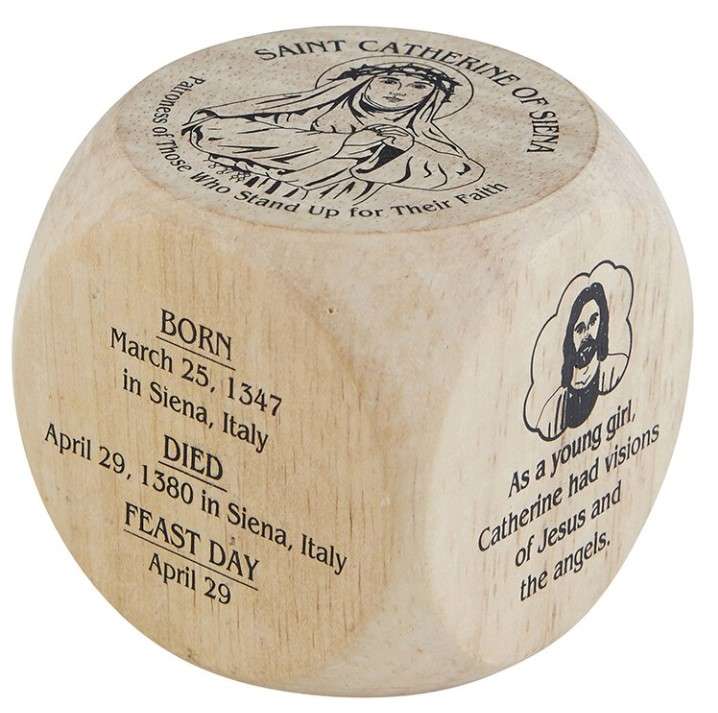 SAINT CATHERINE OF SIENA
Patroness of Those Who Stand Up for Their Faith
BORN
March 25, 1347
in Siena, Italy
DIED
April 29, 1380 in Siena, Italy
FEAST DAY
April 29
As a young girl,
Catherine had visions
of Jesus and
the angels.